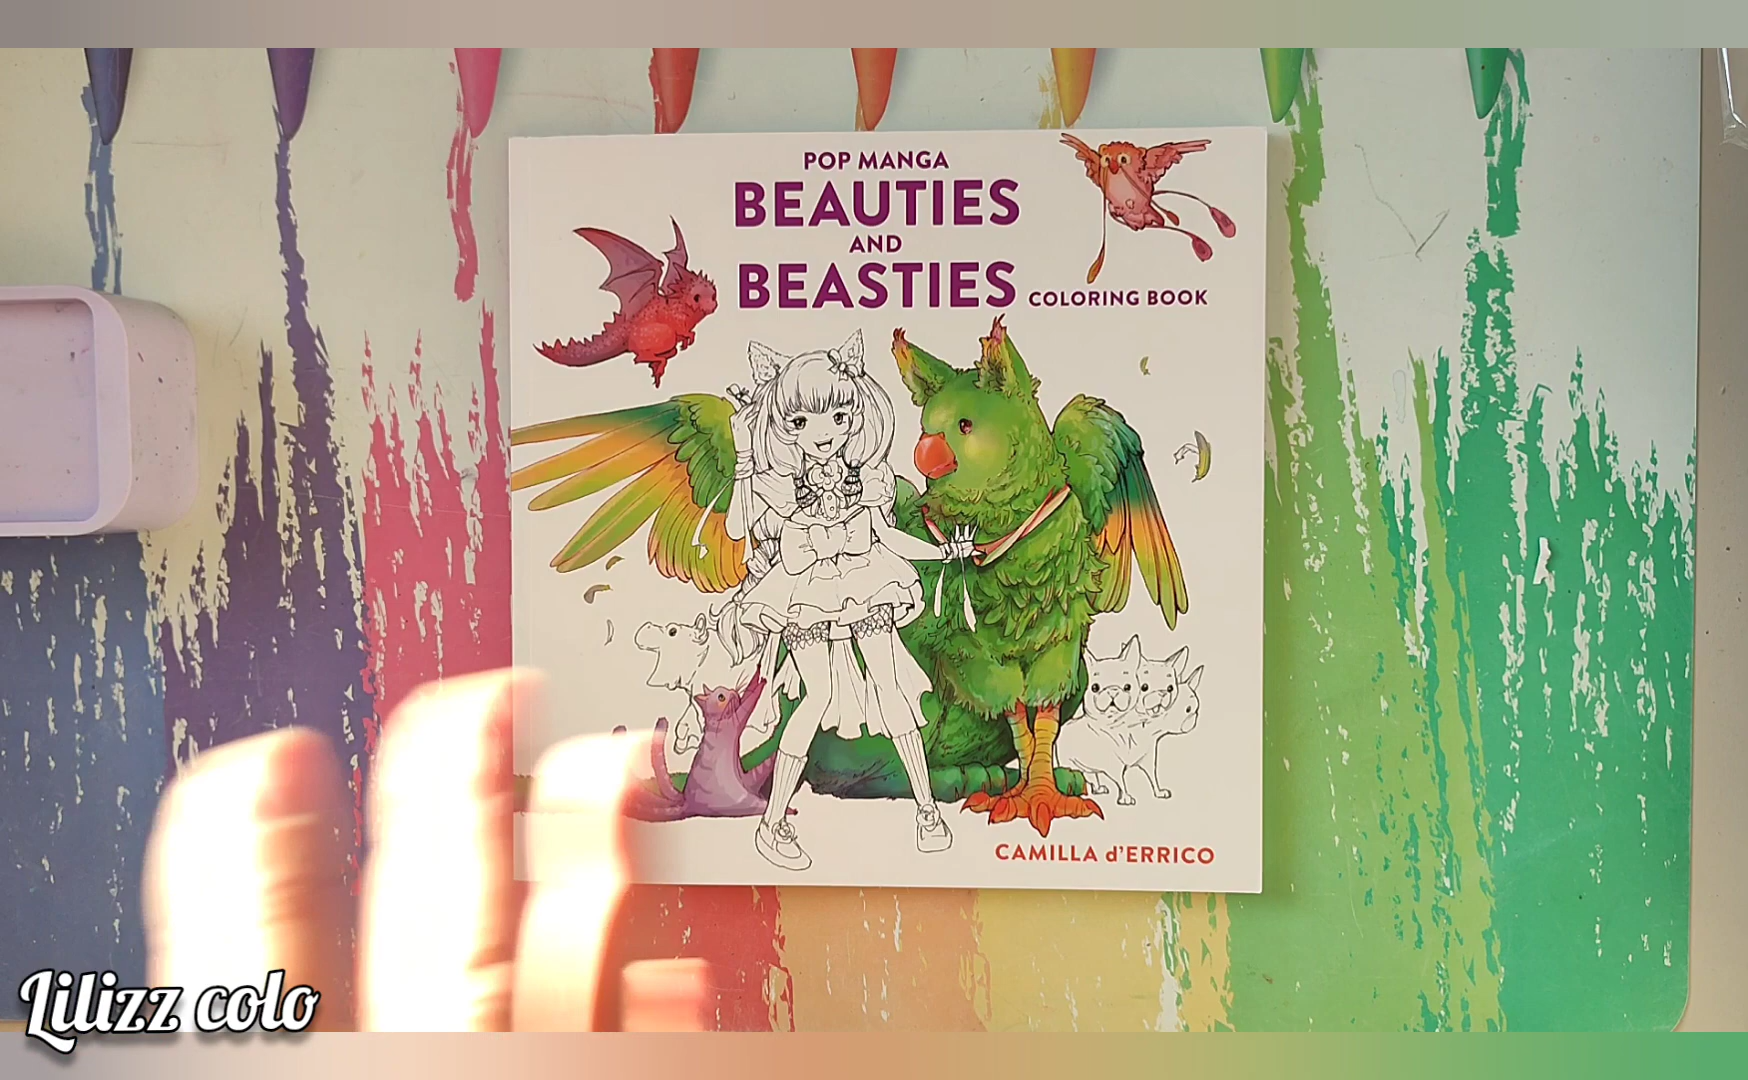 POP MANGA
BEAUTIES
AND
BEASTIES
COLORING BOOK
CAMILLA d'ERRICO
Lilizz colo